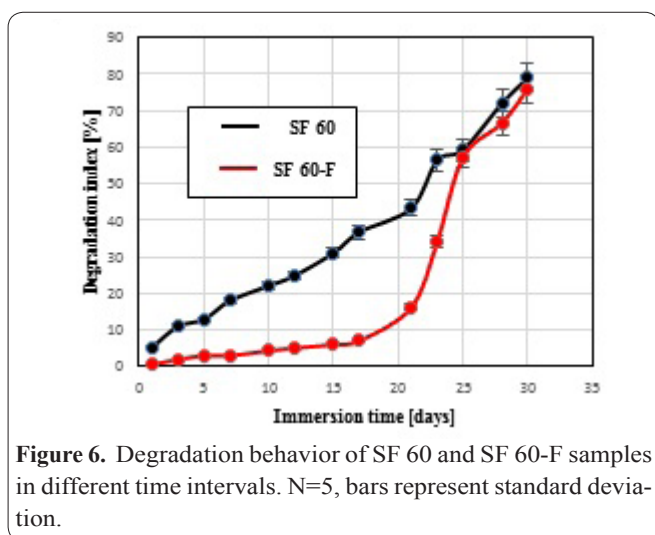 90
80
70
60
50
40
30
20
10
0
Degradation index [%]
SF 60
SF 60-F
0 5 10 15 20 25 30 35
Immersion time [days]
Figure 6. Degradation behavior of SF 60 and SF 60-F samples
in different time intervals. N=5, bars represent standard devia-
tion.